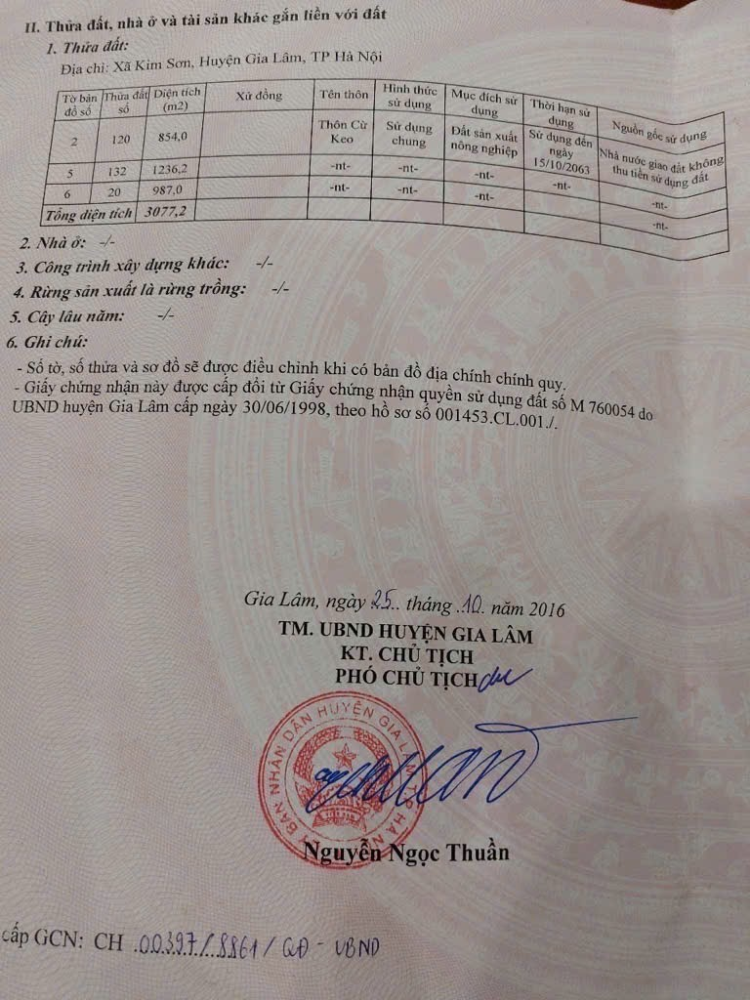 II. Thửa đất, nhà ở và tài sản khác gắn liền với đất
1. Thửa đất:
Địa chỉ: Xã Kim Sơn, Huyện Gia Lâm, TP Hà Nội
Tờ bản đồ số Thửa đất số Diện tích (m2) Xứ đồng Tên thôn Hình thức sử dụng Mục đích sử dụng Thời hạn sử dụng Nguồn gốc sử dụng
2 120 854,0 Thôn Cừ Keo Sử dụng chung Đất sản xuất nông nghiệp Sử dụng đến ngày 15/10/2063 Nhà nước giao đất không thu tiền sử dụng đất
5 132 1236,2 -nt- -nt- -nt- -nt- -nt-
6 20 987,0 -nt- -nt- -nt- -nt-
Tổng diện tích 3077,2
2. Nhà ở: -/-
3. Công trình xây dựng khác: -/-
4. Rừng sản xuất là rừng trồng: -/-
5. Cây lâu năm: -/-
6. Ghi chú:
- Số tờ, số thửa và sơ đồ sẽ được điều chỉnh khi có bản đồ địa chính chính quy.
- Giấy chứng nhận này được cấp đổi từ Giấy chứng nhận quyền sử dụng đất số M 760054 do
UBND huyện Gia Lâm cấp ngày 30/06/1998, theo hồ sơ số 001453.CL.001./.
Gia Lâm, ngày 25.. tháng .10. năm 2016
TM. UBND HUYỆN GIA LÂM
KT. CHỦ TỊCH
PHÓ CHỦ TỊCH
BAN NHÂN DÂN HUYỆN GIA LÂM
Nguyễn Ngọc Thuần
cấp GCN: CH .00397/8861/QĐ - UBND